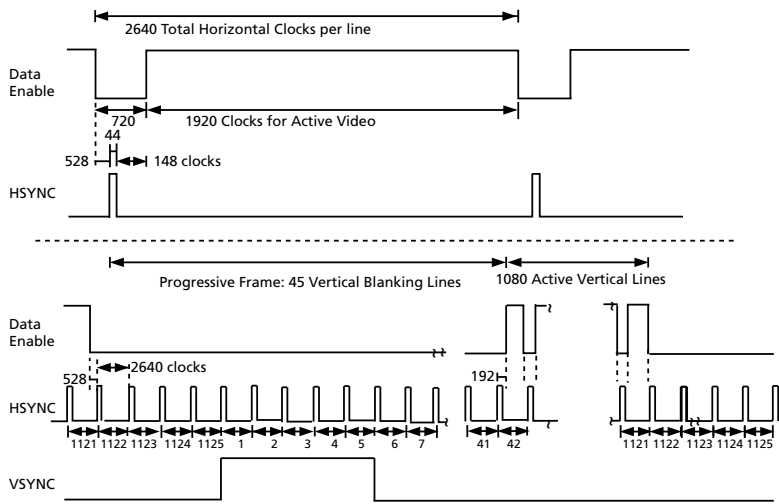 2640 Total Horizontal Clocks per line
Data
Enable
720
1920 Clocks for Active Video
44
528
148 clocks
HSYNC
Progressive Frame: 45 Vertical Blanking Lines
1080 Active Vertical Lines
Data
Enable
2640 clocks
528
192
HSYNC
1121 1122 1123 1124 1125 1 2 3 4 5 6 7 41 42 1121 1122 1123 1124 1125
VSYNC